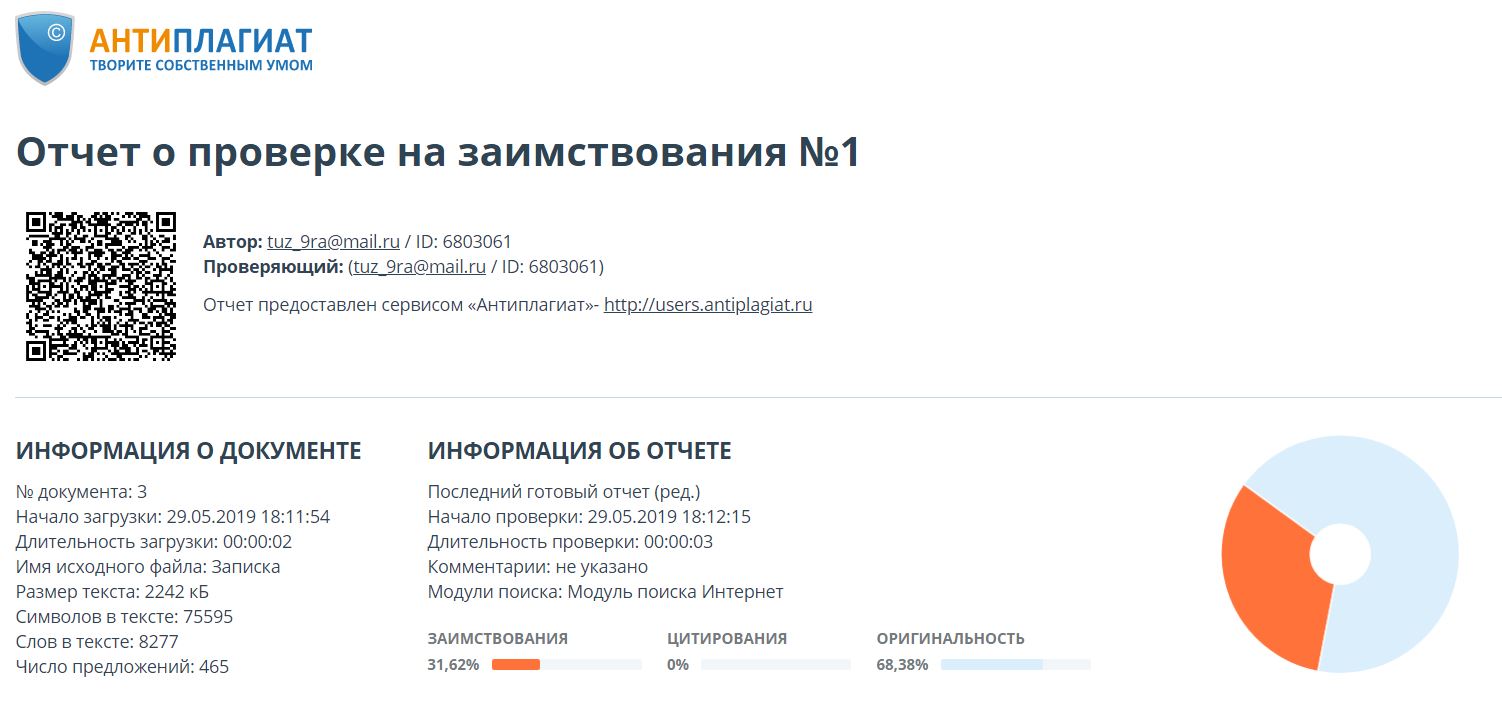 ©
АНТИПЛАГИАТ
ТВОРИТЕ СОБСТВЕННЫМ УМОМ
Отчет о проверке на заимствования №1
Автор: tuz_9ra@mail.ru / ID: 6803061
Проверяющий: (tuz_9ra@mail.ru / ID: 6803061)
Отчет предоставлен сервисом «Антиплагиат»- http://users.antiplagiat.ru
ИНФОРМАЦИЯ О ДОКУМЕНТЕ
№ документа: 3
Начало загрузки: 29.05.2019 18:11:54
Длительность загрузки: 00:00:02
Имя исходного файла: Записка
Размер текста: 2242 кБ
Символов в тексте: 75595
Слов в тексте: 8277
Число предложений: 465
ИНФОРМАЦИЯ ОБ ОТЧЕТЕ
Последний готовый отчет (ред.)
Начало проверки: 29.05.2019 18:12:15
Длительность проверки: 00:00:03
Комментарии: не указано
Модули поиска: Модуль поиска Интернет
ЗАИМСТВОВАНИЯ
31,62%
ЦИТИРОВАНИЯ
0%
ОРИГИНАЛЬНОСТЬ
68,38%